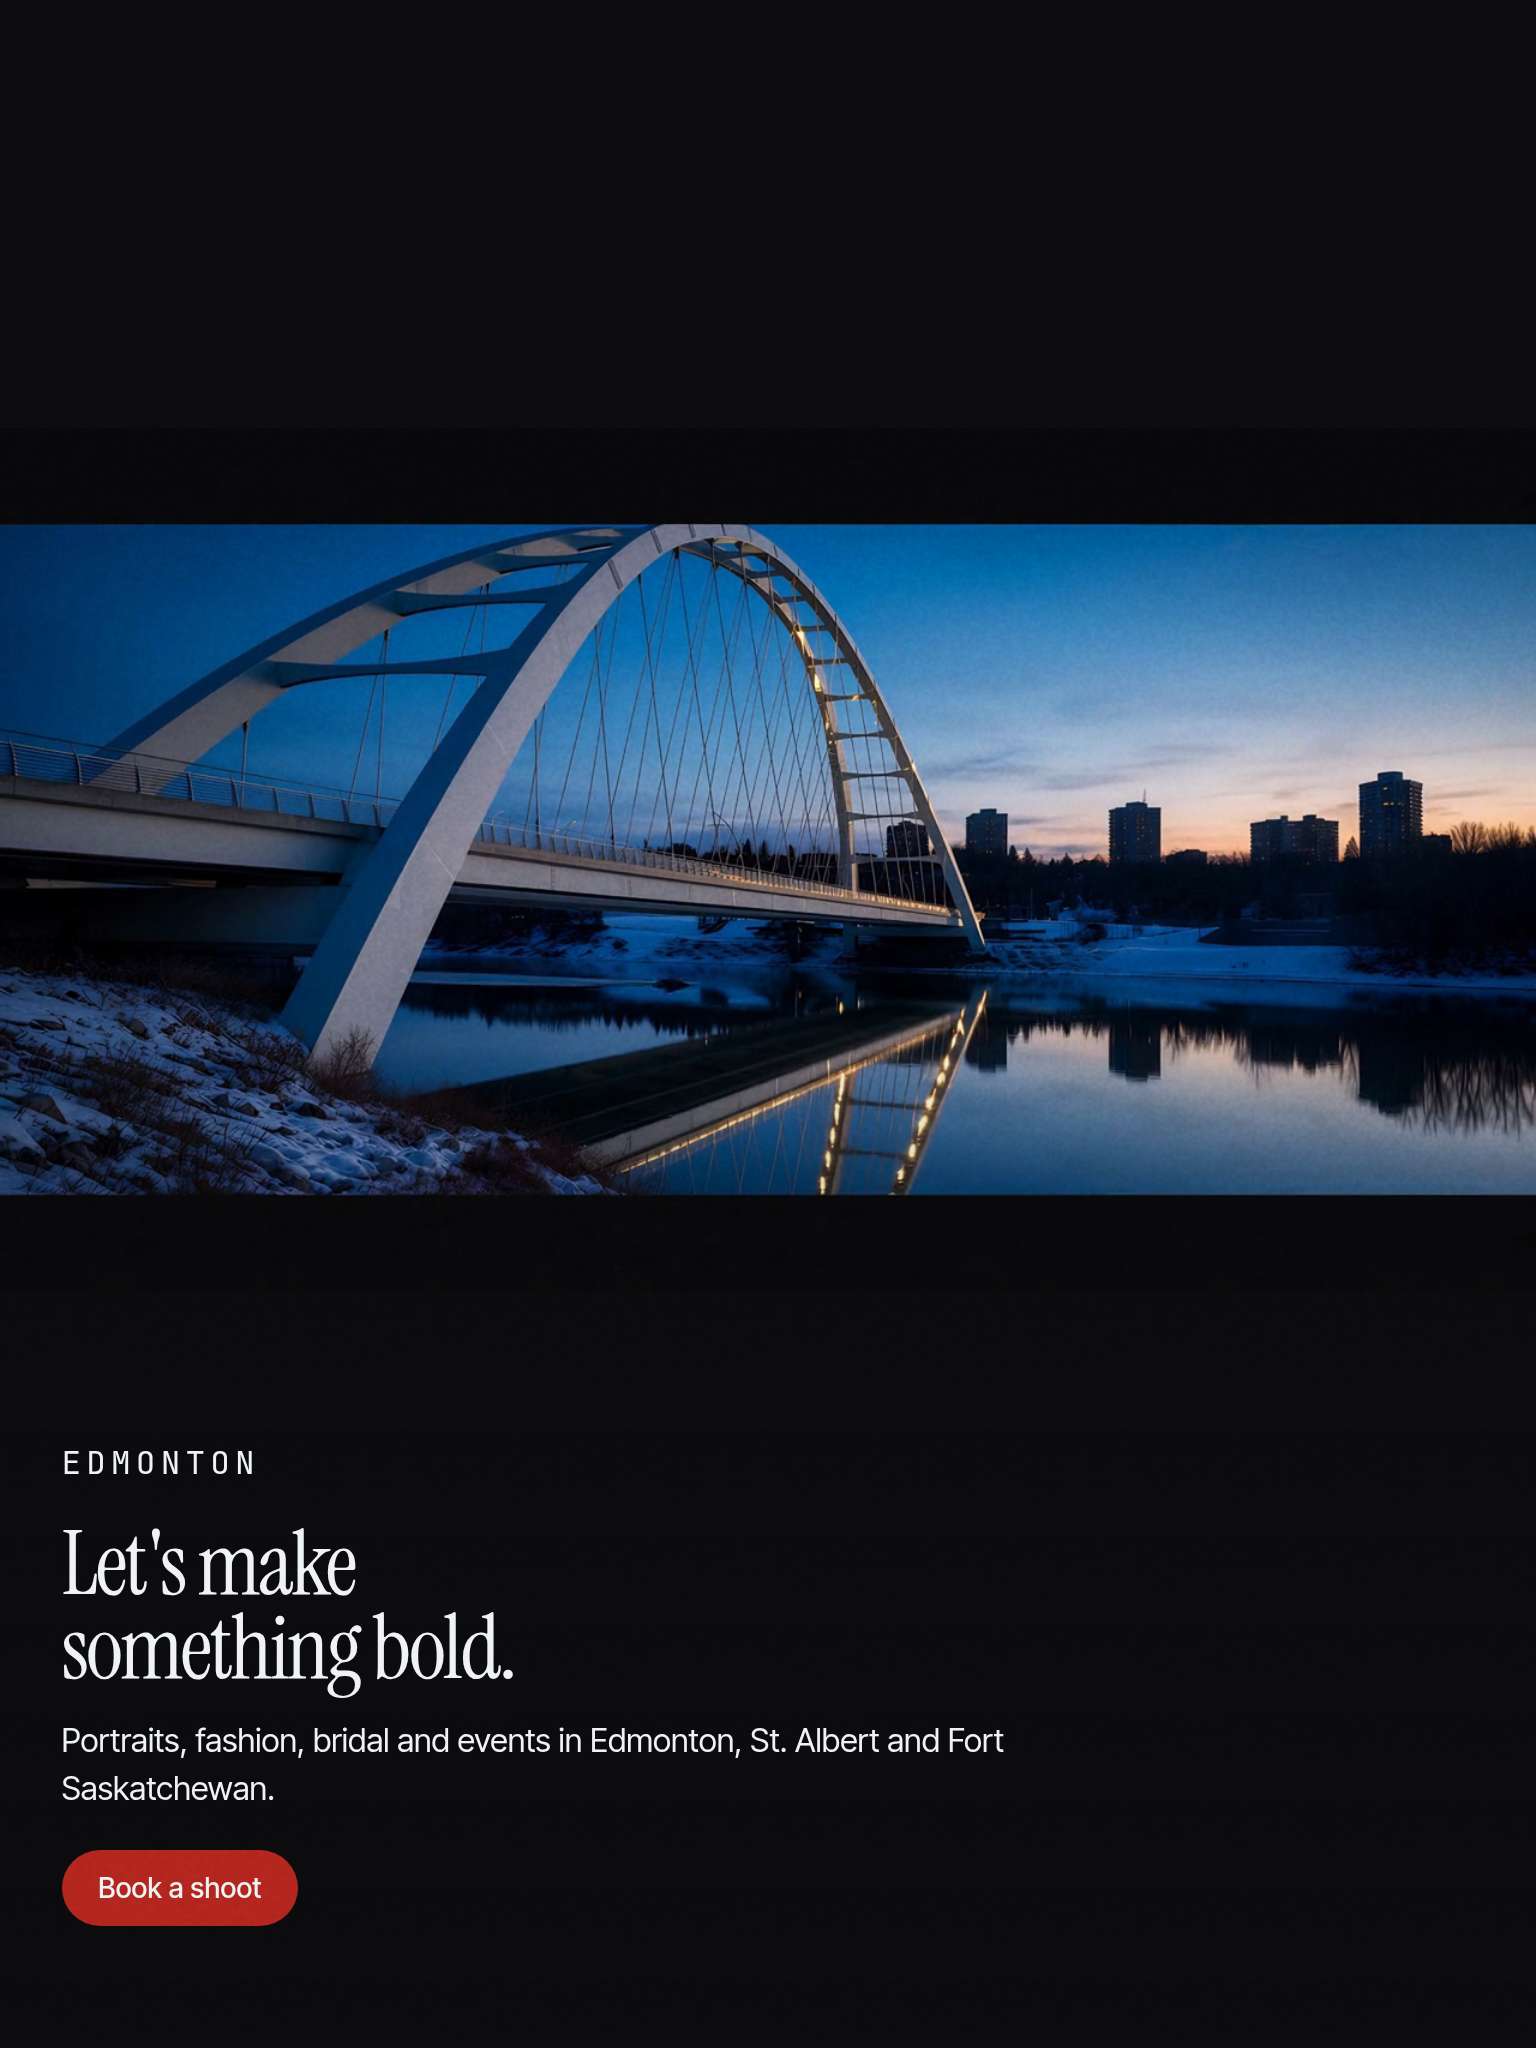 EDMONTON
Let's make
something bold.
Portraits, fashion, bridal and events in Edmonton, St. Albert and Fort
Saskatchewan.
Book a shoot